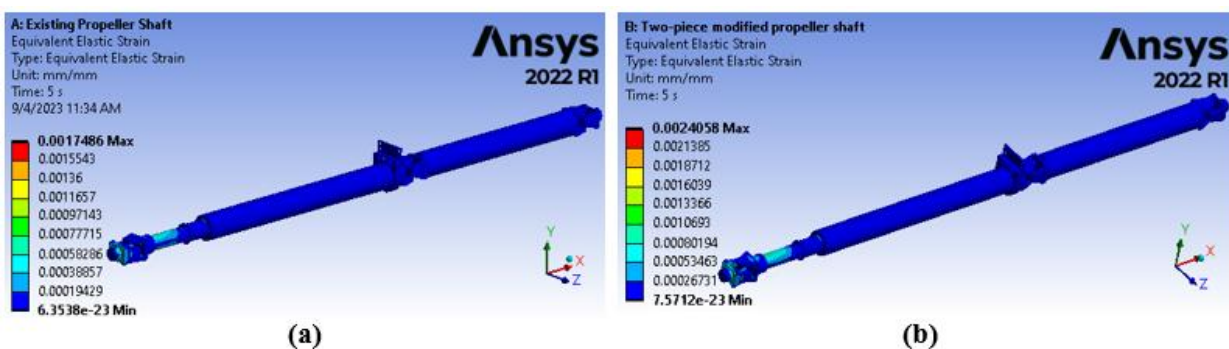 A: Existing Propeller Shaft
Equivalent Elastic Strain
Type: Equivalent Elastic Strain
Unit: mm/mm
Time: 5 s
9/4/2023 11:34 AM
Ansys
2022 R1
0.0017486 Max
0.0015543
0.00136
0.0011657
0.00097143
0.00077715
0.00058286
0.00038857
0.00019429
6.3538e-23 Min
Y
X
Z
(a)
B: Two-piece modified propeller shaft
Equivalent Elastic Strain
Type: Equivalent Elastic Strain
Unit: mm/mm
Time: 5 s
Ansys
2022 R1
0.0024058 Max
0.0021385
0.0018712
0.0016039
0.0013366
0.0010693
0.00080194
0.00053463
0.00026731
7.5712e-23 Min
Y
X
Z
(b)